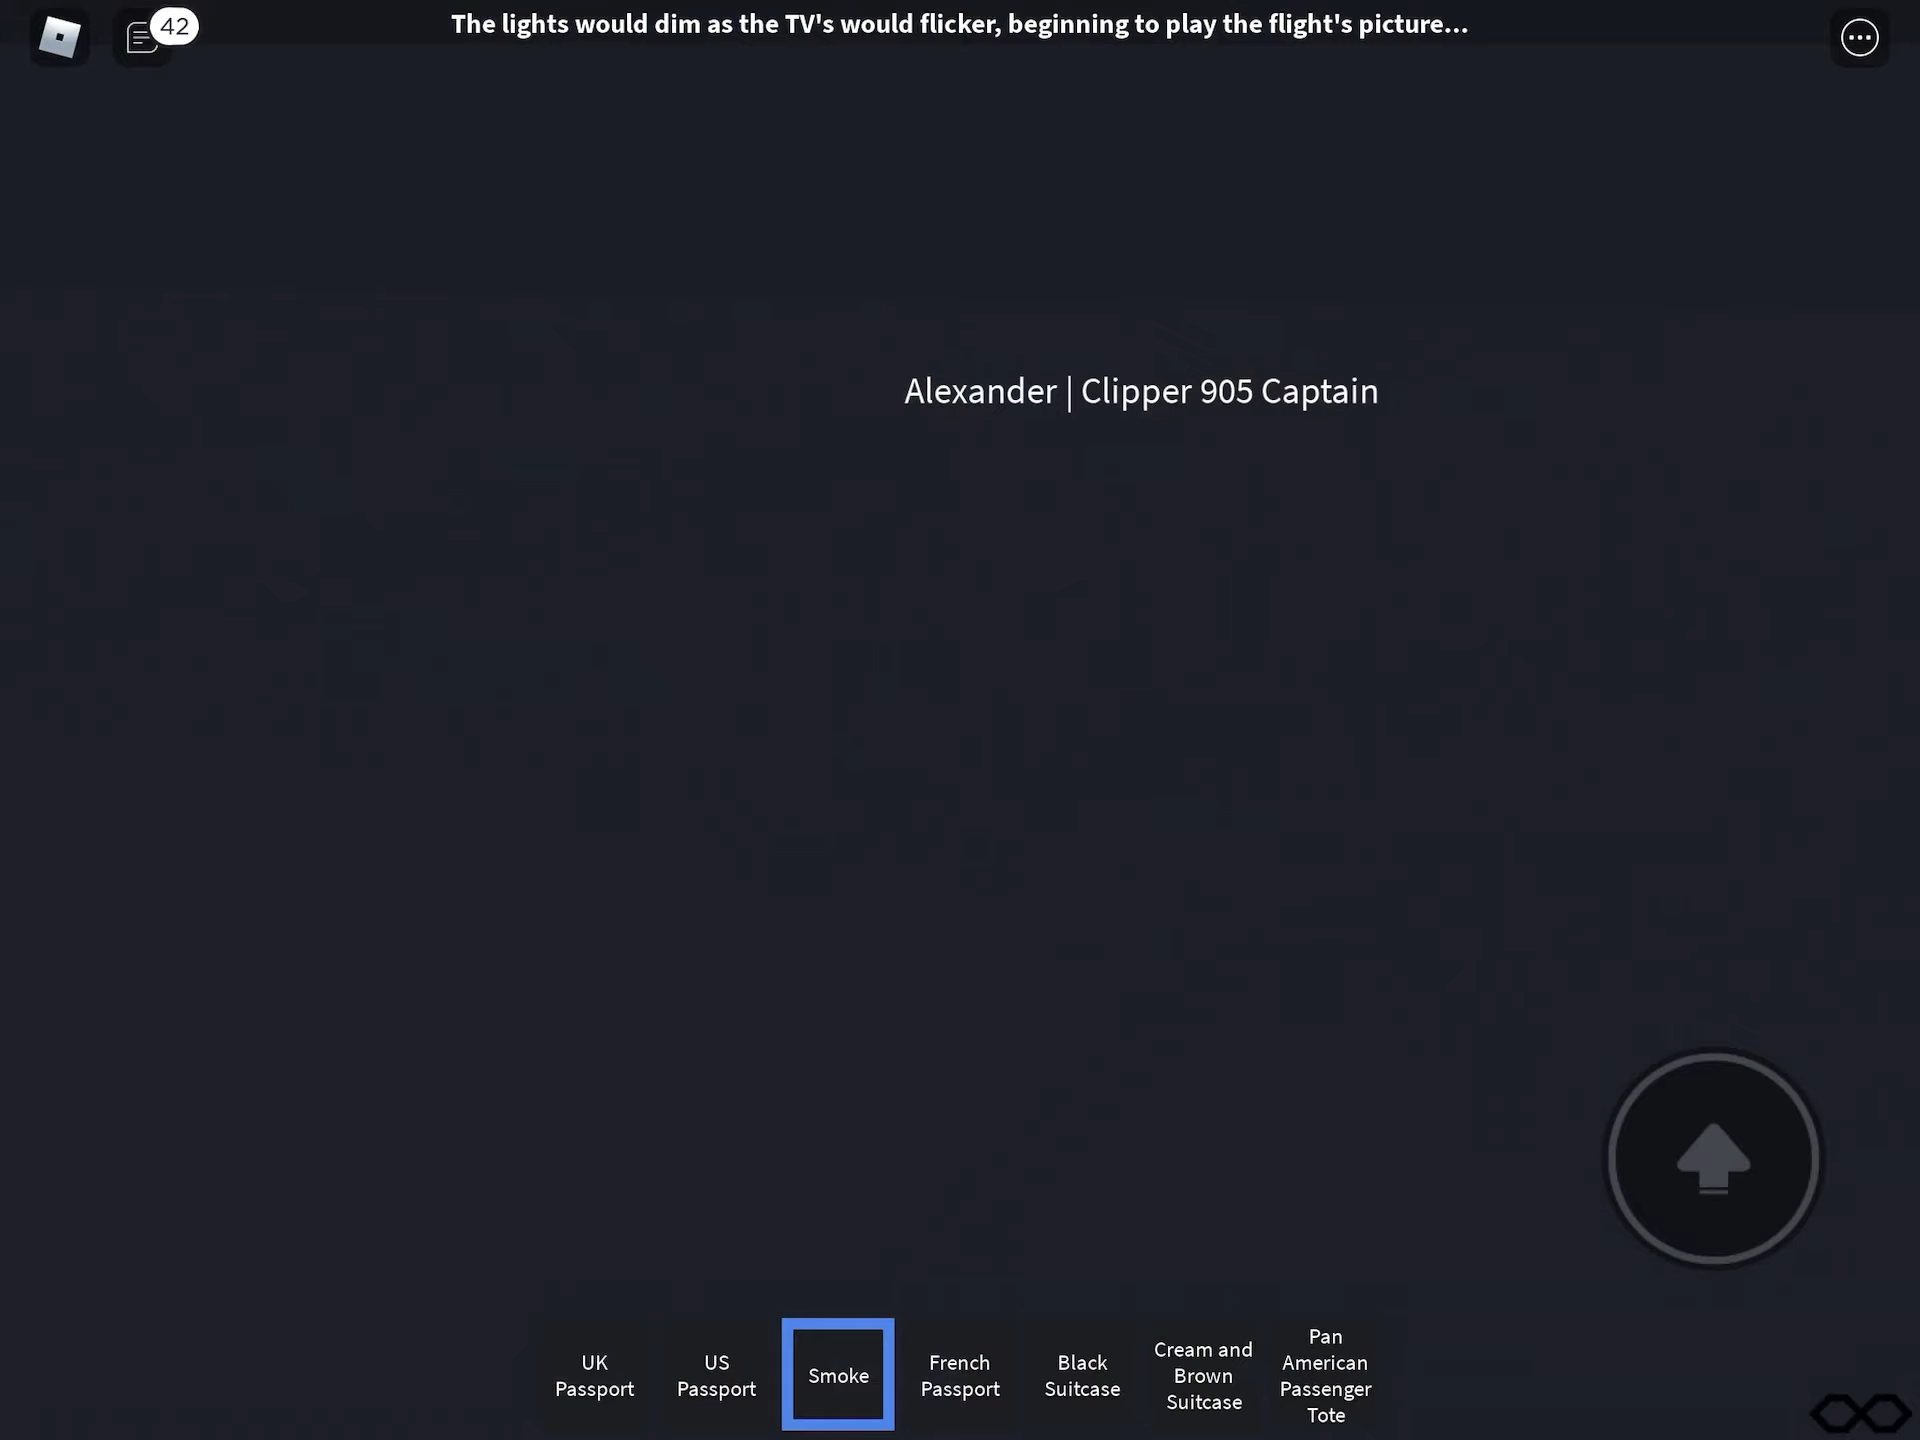 42
The lights would dim as the TV's would flicker, beginning to play the flight's picture...
Alexander | Clipper 905 Captain
UK
Passport
US
Passport
Smoke
French
Passport
Black
Suitcase
Cream and
Brown
Suitcase
Pan
American
Passenger
Tote